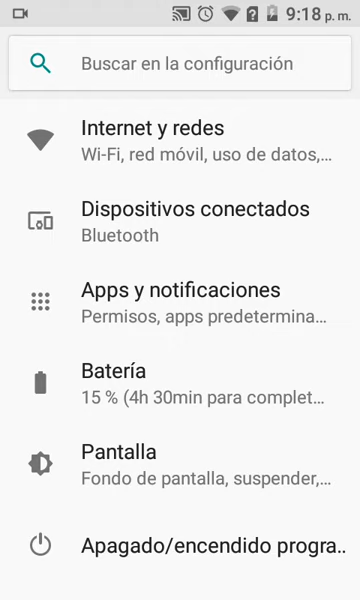 9:18 p. m.
Buscar en la configuración
Internet y redes
Wi-Fi, red móvil, uso de datos,...
Dispositivos conectados
Bluetooth
Apps y notificaciones
Permisos, apps predetermina...
Batería
15 % (4h 30min para complet...
Pantalla
Fondo de pantalla, suspender,...
Apagado/encendido progra..